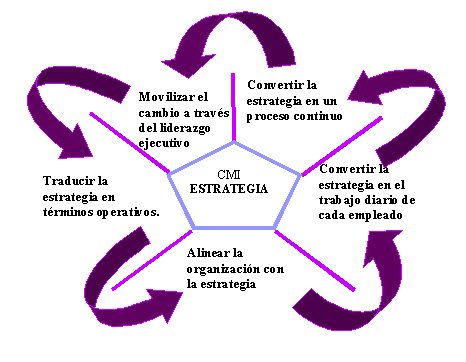 Movilizar el
cambio a través
del liderazgo
ejecutivo
Convertir la
estrategia en un
proceso continuo
CMI
ESTRATEGIA
Traducir la
estrategia en
términos operativos.
Convertir la
estrategia en el
trabajo diario de
cada empleado
Alinear la
organización con
la estrategia